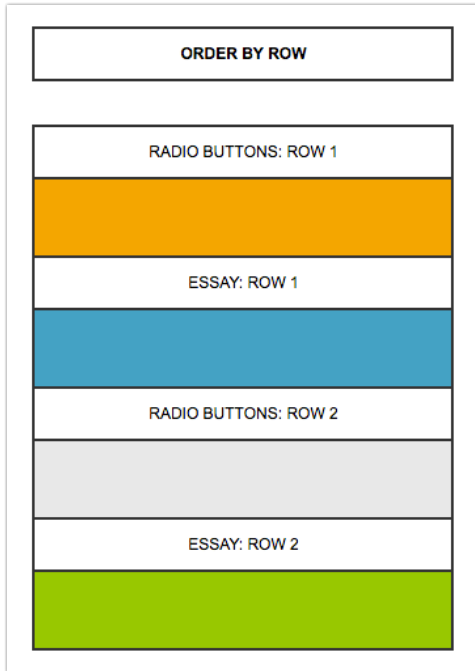 ORDER BY ROW
RADIO BUTTONS: ROW 1
ESSAY: ROW 1
RADIO BUTTONS: ROW 2
ESSAY: ROW 2